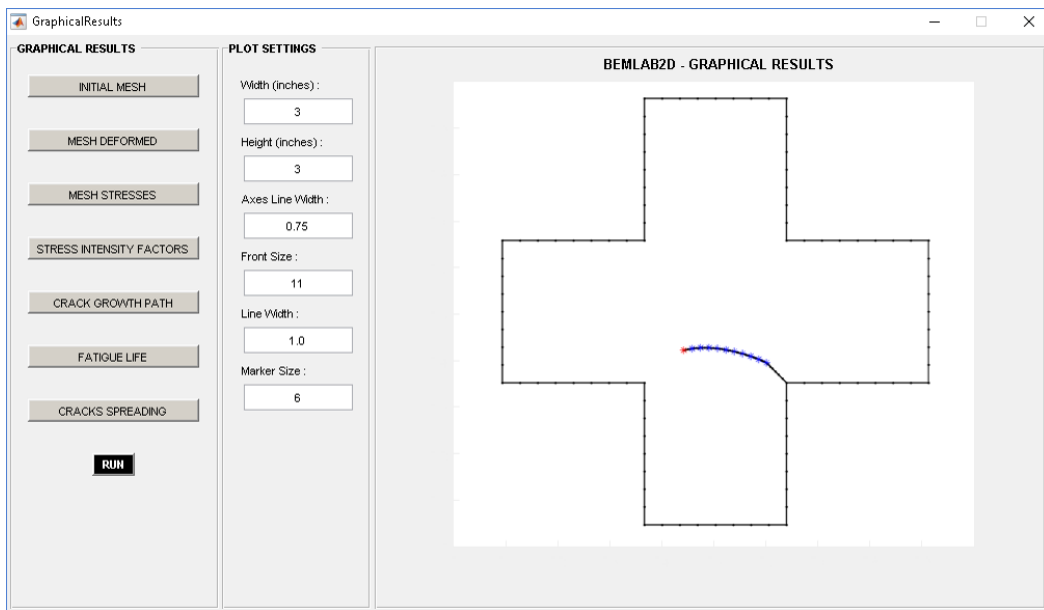 GraphicalResults
GRAPHICAL RESULTS
INITIAL MESH
MESH DEFORMED
MESH STRESSES
STRESS INTENSITY FACTORS
CRACK GROWTH PATH
FATIGUE LIFE
CRACKS SPREADING
RUN
PLOT SETTINGS
Width (inches) :
3
Height (inches) :
3
Axes Line Width :
0.75
Front Size :
11
Line Width :
1.0
Marker Size :
6
BEMLAB2D - GRAPHICAL RESULTS